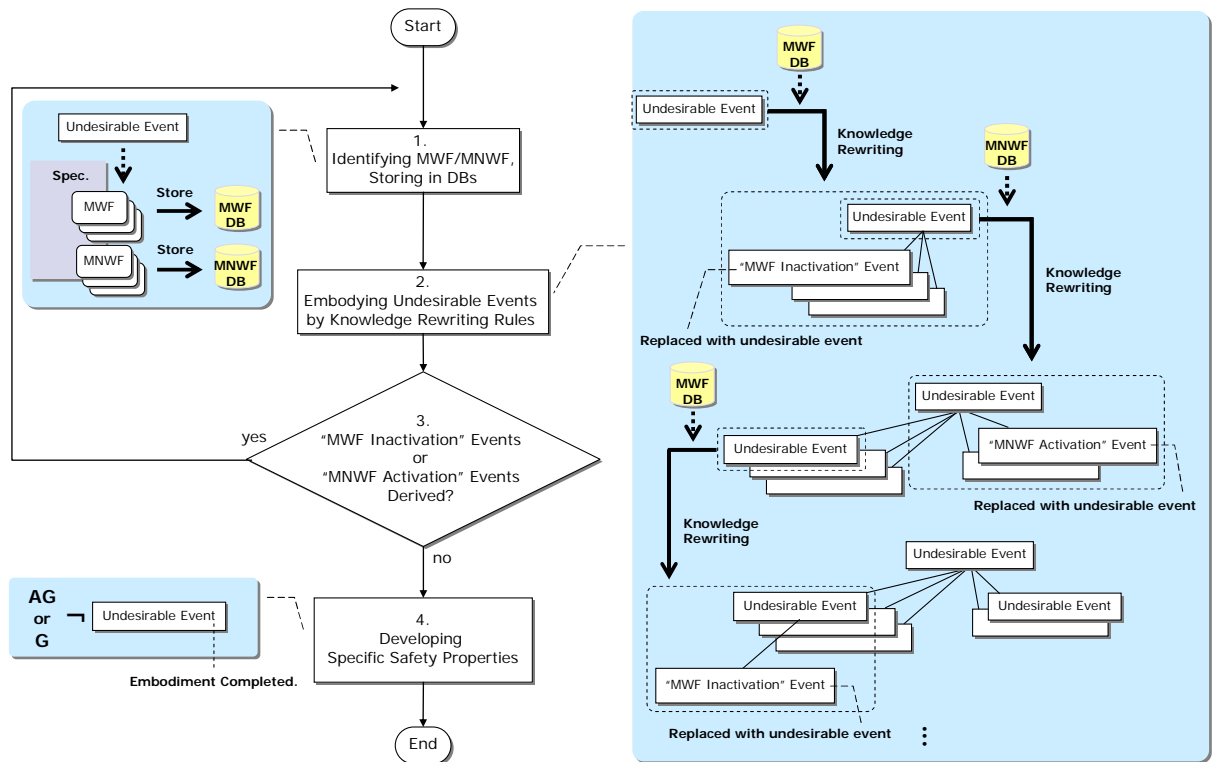 Start
Undesirable Event
Spec.
MWF
Store
MWF
DB
MNWF
Store
MNWF
DB
1.
Identifying MWF/MNWF,
Storing in DBs
2.
Embodying Undesirable Events
by Knowledge Rewriting Rules
3.
“MWF Inactivation” Events
or
“MNWF Activation” Events
Derived?
yes
no
AG
or
G
¬
Undesirable Event
Embodiment Completed.
4.
Developing
Specific Safety Properties
End
MWF
DB
Undesirable Event
Knowledge
Rewriting
MNWF
DB
Undesirable Event
“MWF Inactivation” Event
Knowledge
Rewriting
Replaced with undesirable event
MWF
DB
Undesirable Event
Undesirable Event
“MNWF Activation” Event
Replaced with undesirable event
Knowledge
Rewriting
Undesirable Event
Undesirable Event
Undesirable Event
“MWF Inactivation” Event
Replaced with undesirable event